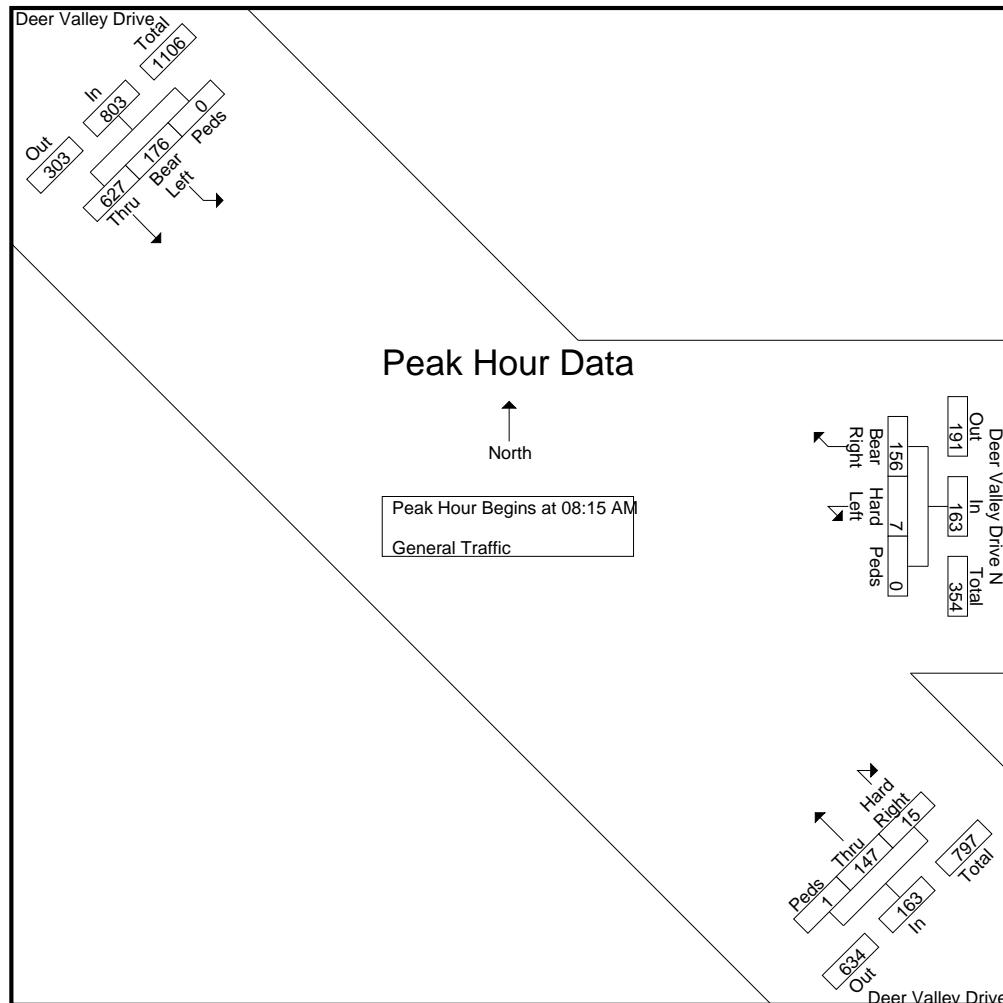 Deer Valley Drive
Out
In
Total
303
803
1106
627
176
0
Thru
Bear
Left
Peds
Peak Hour Data
North
Peak Hour Begins at 08:15 AM
General Traffic
Deer Valley Drive N
Out
In
Total
191
163
354
156
7
0
Bear
Right
Hard
Left
Peds
Hard
Right
Thru
Peds
15
147
1
797
163
634
Total
In
Out
Deer Valley Drive